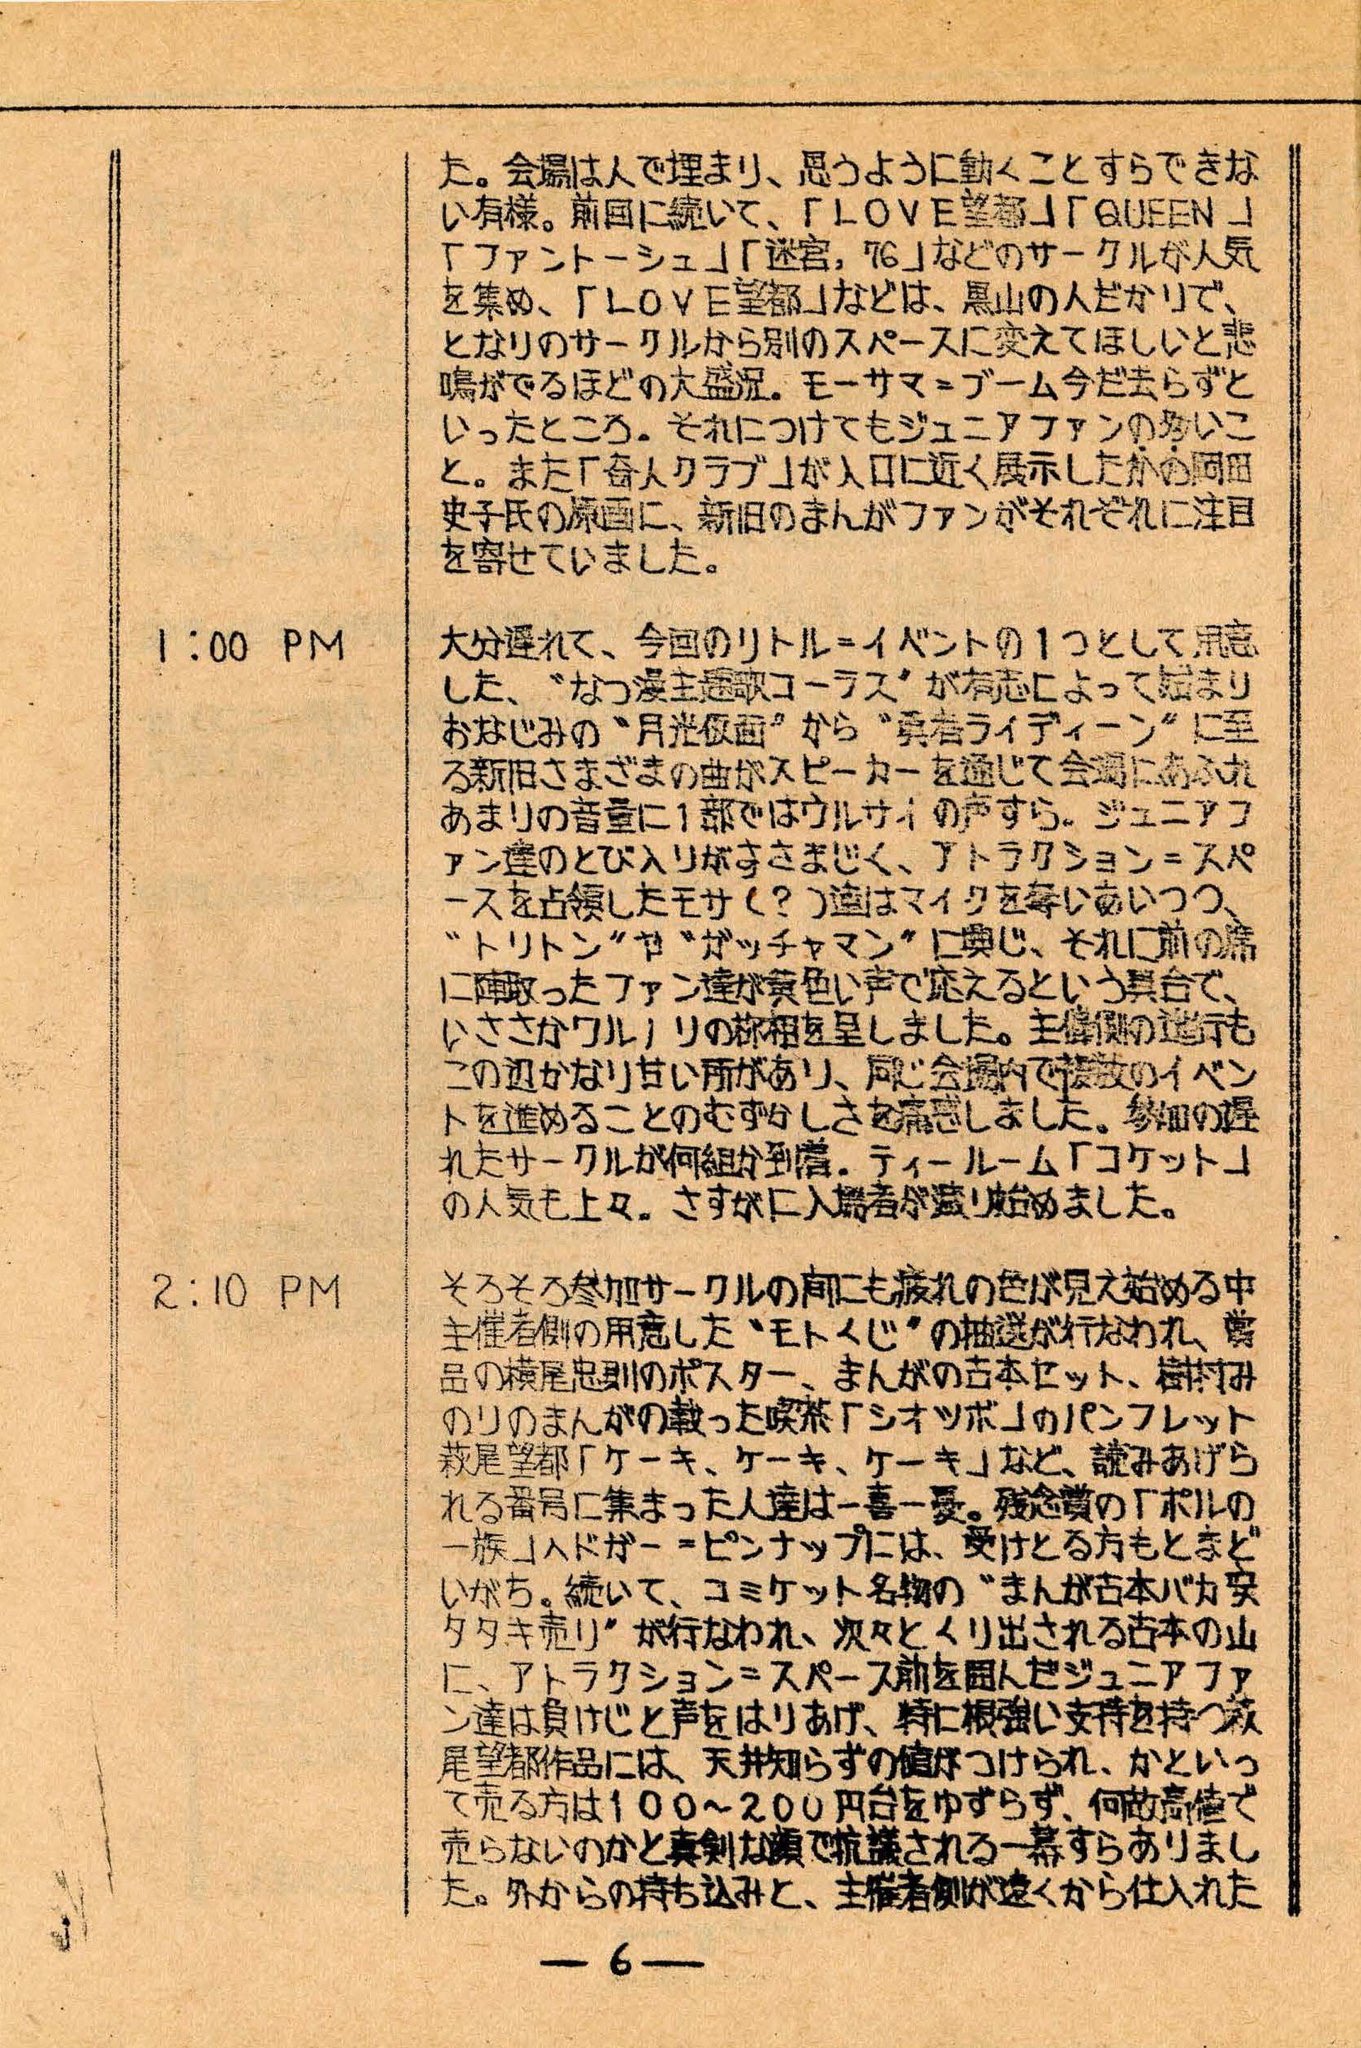 た。会場は人で埋まり、思うように動くことすらできな
い有様。前回に続いて、「LOVE望都」「QUEEN」
「ファントーシュ」「迷宮,76」などのサークルが人気
を集め、「LOVE望都」などは、黒山の人だかりで、
となりのサークルから別のスペースに変えてほしいと悲
鳴がでるほどの大盛況。モーサマ=ブーム今だ去らずと
いったところ。それにつけてもジュニアファンの多いこ
と。また「奇人クラブ」が入口に近く展示したかの岡田
史子氏の原画に、新旧のまんがファンがそれぞれに注目
を寄せていました。
1:00 PM
大分遅れて、今回のリトル=イベントの1つとして用意
した、〝なつ漫主題歌コーラス〟が有志によって始まり
おなじみの〝月光仮面〟から〝勇者ライディーン〟に至
る新旧さまざまの曲がスピーカーを通じて会場にあふれ
あまりの音量に1部ではウルサイの声すら。ジュニアフ
ァン達のとび入りがすさまじく、アトラクション=スペ
ースを占領したモサ(?)達はマイクを奪いあいつつ、
〝トリトン〟や〝ガッチャマン〟に興じ、それに前の席
に陣取ったファン達が黄色い声で応えるという具合で、
いささかワルノリの様相を呈しました。主催側の進行も
この辺かなり甘い所があり、同じ会場内で複数のイベン
トを進めることのむずかしさを痛感しました。参加の遅
れたサークルが何組か到着。ティールーム「コケット」
の人気も上々。さすがに入場者が減り始めました。
2:10 PM
そろそろ参加サークルの間にも疲れの色が見え始める中
主催者側の用意した〝モトくじ〟の抽選が行なわれ、賞
品の横尾忠則のポスター、まんがの古本セット、樹村み
のりのまんがの載った喫茶「シオツボ」のパンフレット
萩尾望都「ケーキ、ケーキ、ケーキ」など、読みあげら
れる番号に集まった人達は一喜一憂。残念賞の「ポルの
一族」ヘドガー=ピンナップには、受けとる方もとまど
いがち。続いて、コミケット名物の〝まんが古本バカ安
タタキ売り〟が行なわれ、次々とくり出される古本の山
に、アトラクション=スペース前を囲んだジュニアファ
ン達は負けじと声をはりあげ、特に根強い支持を持つ萩
尾望都作品には、天井知らずの値がつけられ、かといっ
て売る方は100〜200円台をゆずらず、何故高値で
売らないのかと真剣な顔で抗議される一幕すらありまし
た。外からの持ち込みと、主催者側が遠くから仕入れた
— 6 —